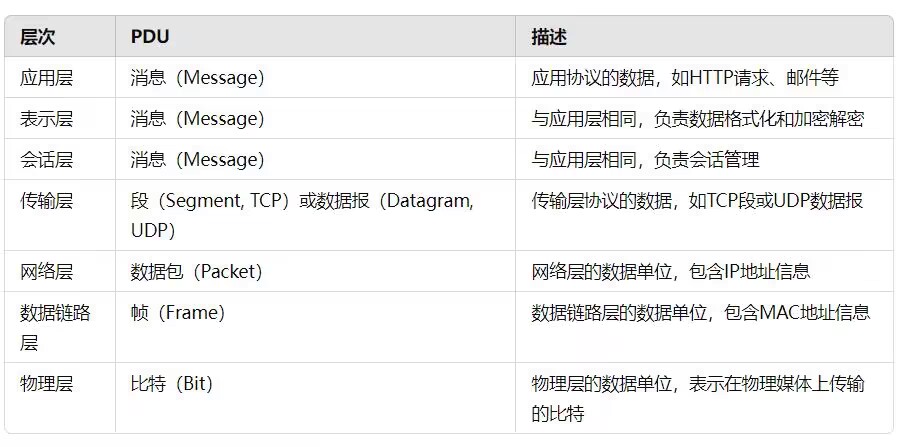 层次 PDU 描述
应用层 消息（Message） 应用协议的数据，如HTTP请求、邮件等
表示层 消息（Message） 与应用层相同，负责数据格式化和加密解密
会话层 消息（Message） 与应用层相同，负责会话管理
传输层 段（Segment, TCP）或数据报（Datagram, 传输层协议的数据，如TCP段或UDP数据报
UDP）
网络层 数据包（Packet） 网络层的数据单位，包含IP地址信息
数据链路 帧（Frame） 数据链路层的数据单位，包含MAC地址信息
层
物理层 比特（Bit） 物理层的数据单位，表示在物理媒体上传输
的比特